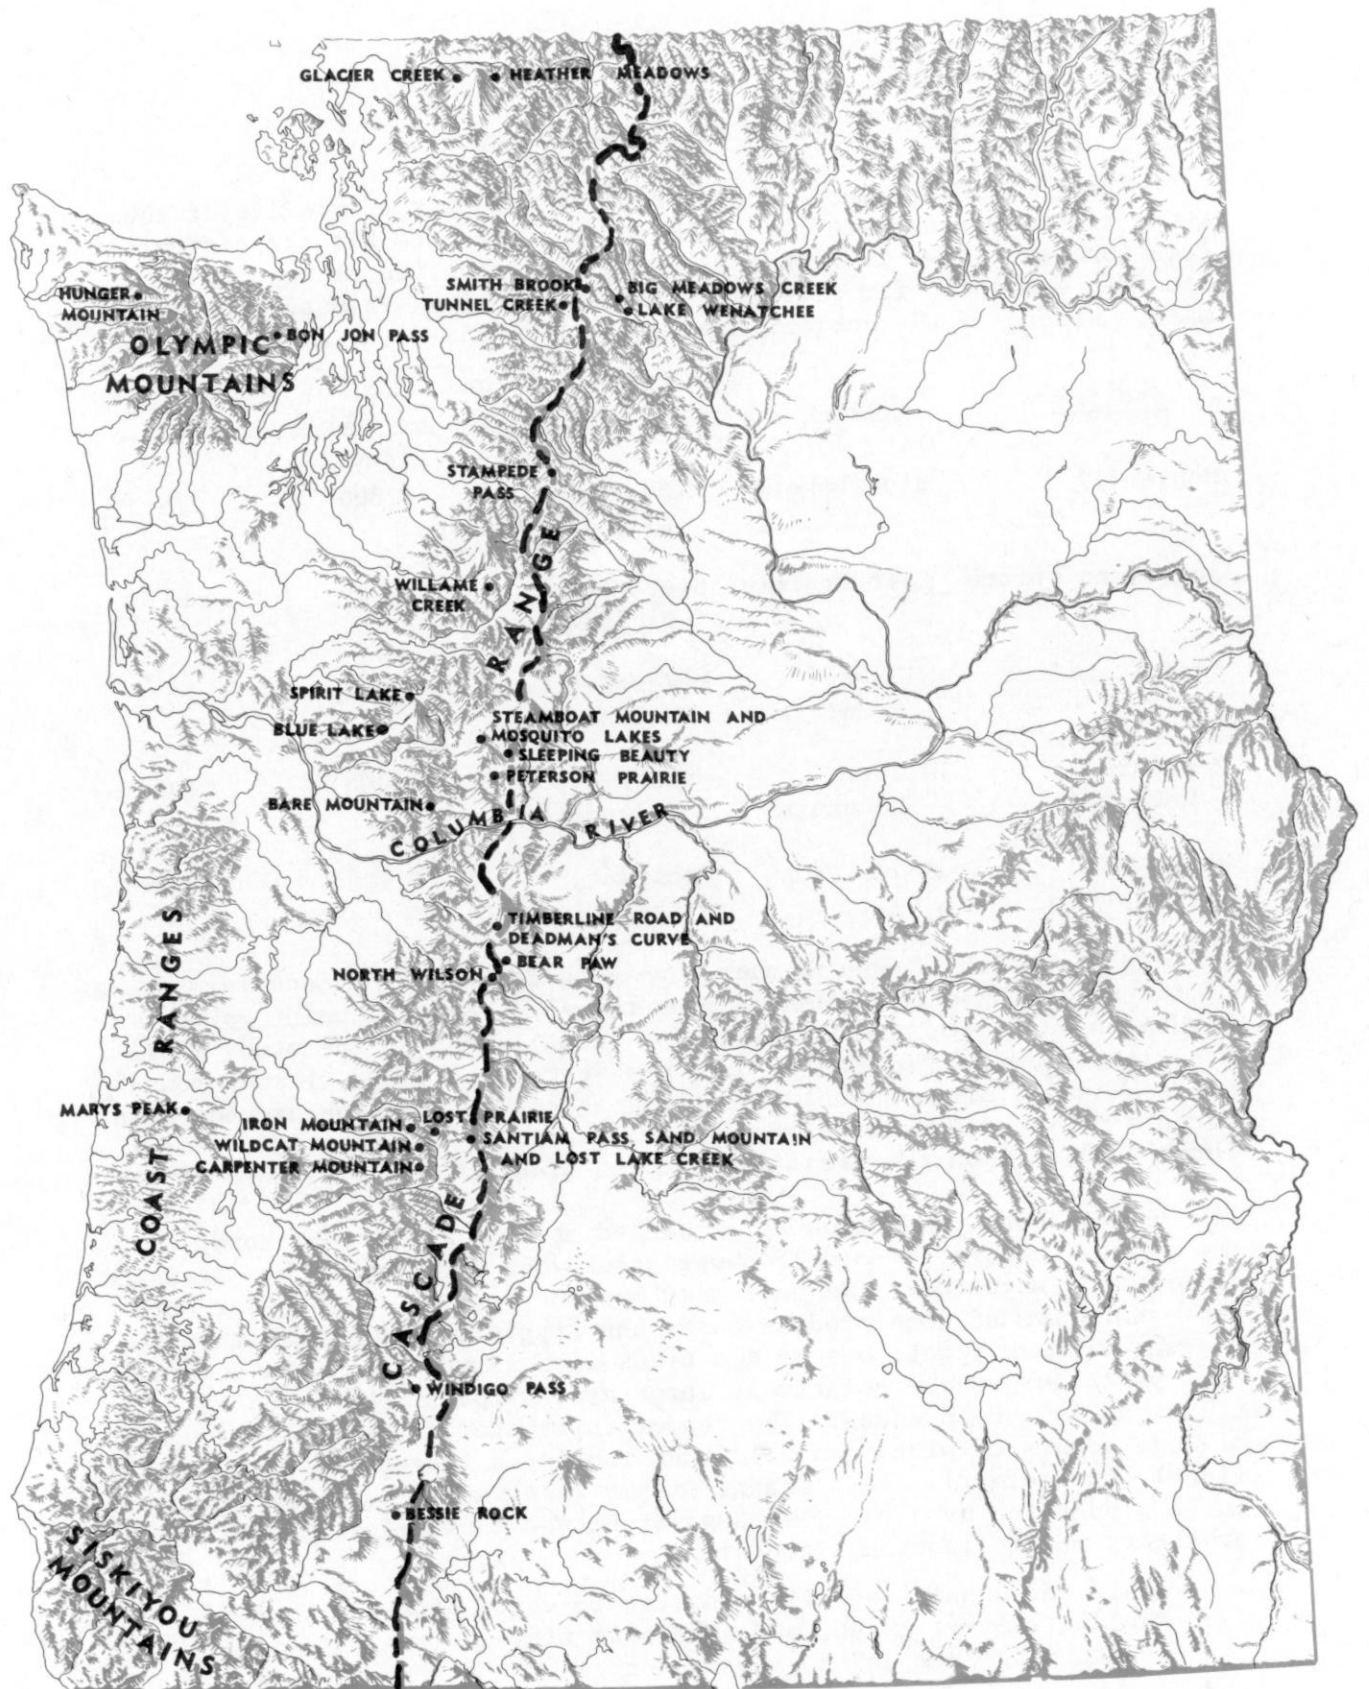 GLACIER CREEK
HEATHER MEADOWS
SMITH BROOK
BIG MEADOWS CREEK
HUNGER
MOUNTAIN
TUNNEL CREEK
LAKE WENATCHEE
BON JON PASS
OLYMPIC
MOUNTAINS
STAMPEDE
PASS
WILLAME
CREEK
CASCADE RANGE
SPIRIT LAKE
STEAMBOAT MOUNTAIN AND
MOSQUITO LAKES
BLUE LAKE
SLEEPING BEAUTY
PETERSON PRAIRIE
BARE MOUNTAIN
COLUMBIA RIVER
TIMBERLINE ROAD AND
DEADMAN'S CURVE
BEAR PAW
NORTH WILSON
COAST RANGES
MARYS PEAK
IRON MOUNTAIN
LOST PRAIRIE
WILDCAT MOUNTAIN
SANTIAM PASS, SAND MOUNTAIN
AND LOST LAKE CREEK
CARPENTER MOUNTAIN
WINDIGO PASS
BESSIE ROCK
SISKIYOU
MOUNTAINS